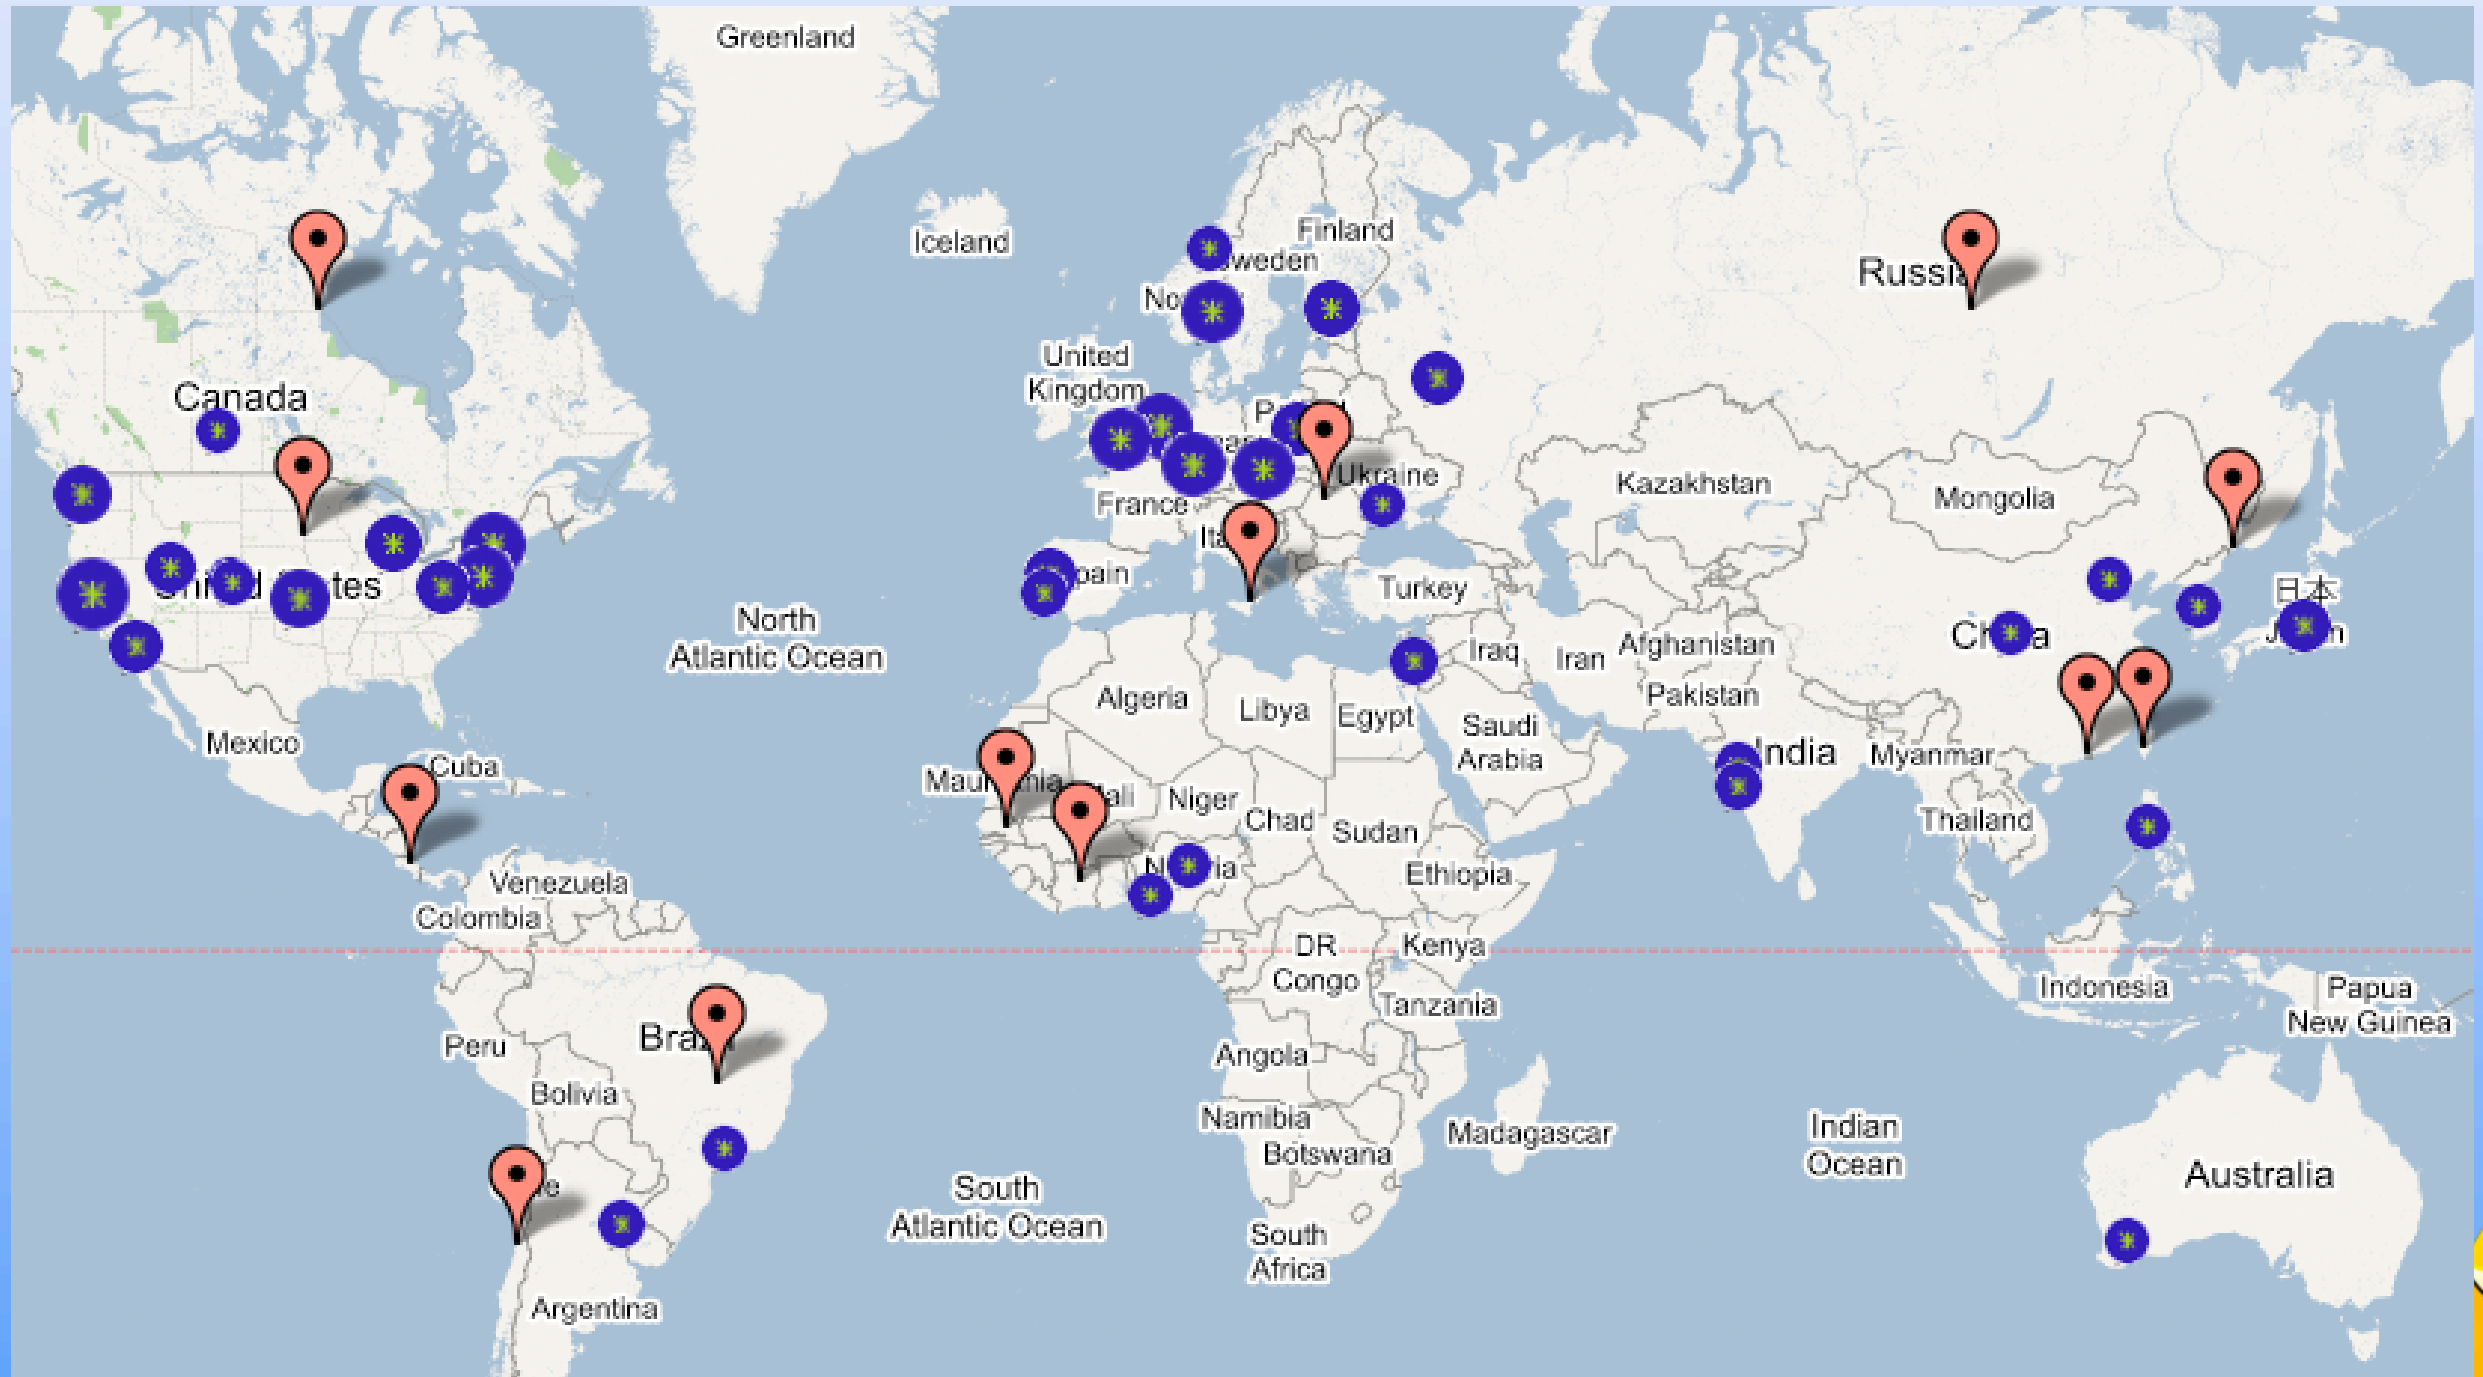 Greenland
Iceland
Finland
Russia
United
Kingdom
Canada
Ukraine
France
Kazakhstan
Mongolia
Turkey
日本
North
Atlantic Ocean
Iraq
Iran
Afghanistan
Pakistan
Algeria
Libya
Egypt
Saudi
Arabia
Mexico
Cuba
India
Myanmar
Niger
Chad
Sudan
Thailand
Ethiopia
Venezuela
Colombia
DR
Congo
Kenya
Indonesia
Papua
New Guinea
Tanzania
Peru
Angola
Bolivia
Namibia
Botswana
Madagascar
Indian
Ocean
Australia
South
Atlantic Ocean
South
Africa
Argentina